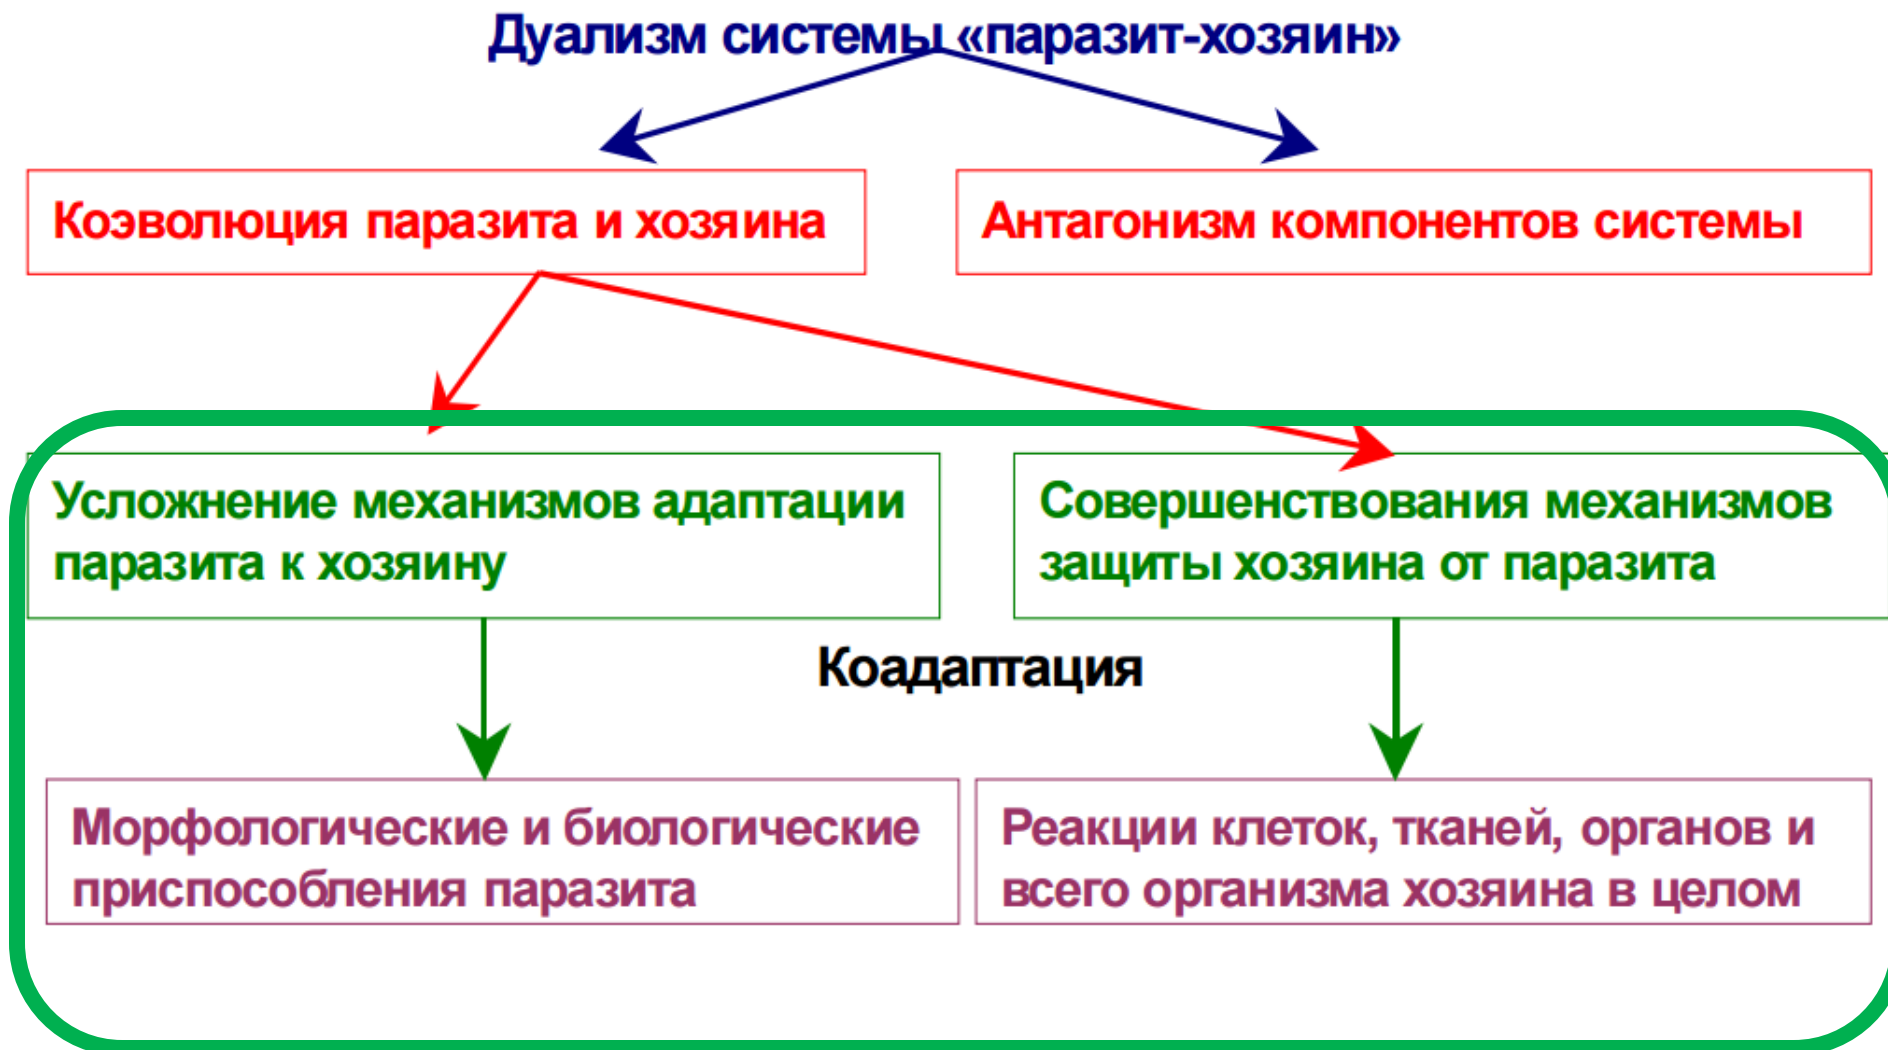 Дуализм системы «паразит-хозяин»
Коэволюция паразита и хозяина
Антагонизм компонентов системы
Усложнение механизмов адаптации
паразита к хозяину
Совершенствования механизмов
защиты хозяина от паразита
Коадаптация
Морфологические и биологические
приспособления паразита
Реакции клеток, тканей, органов и
всего организма хозяина в целом